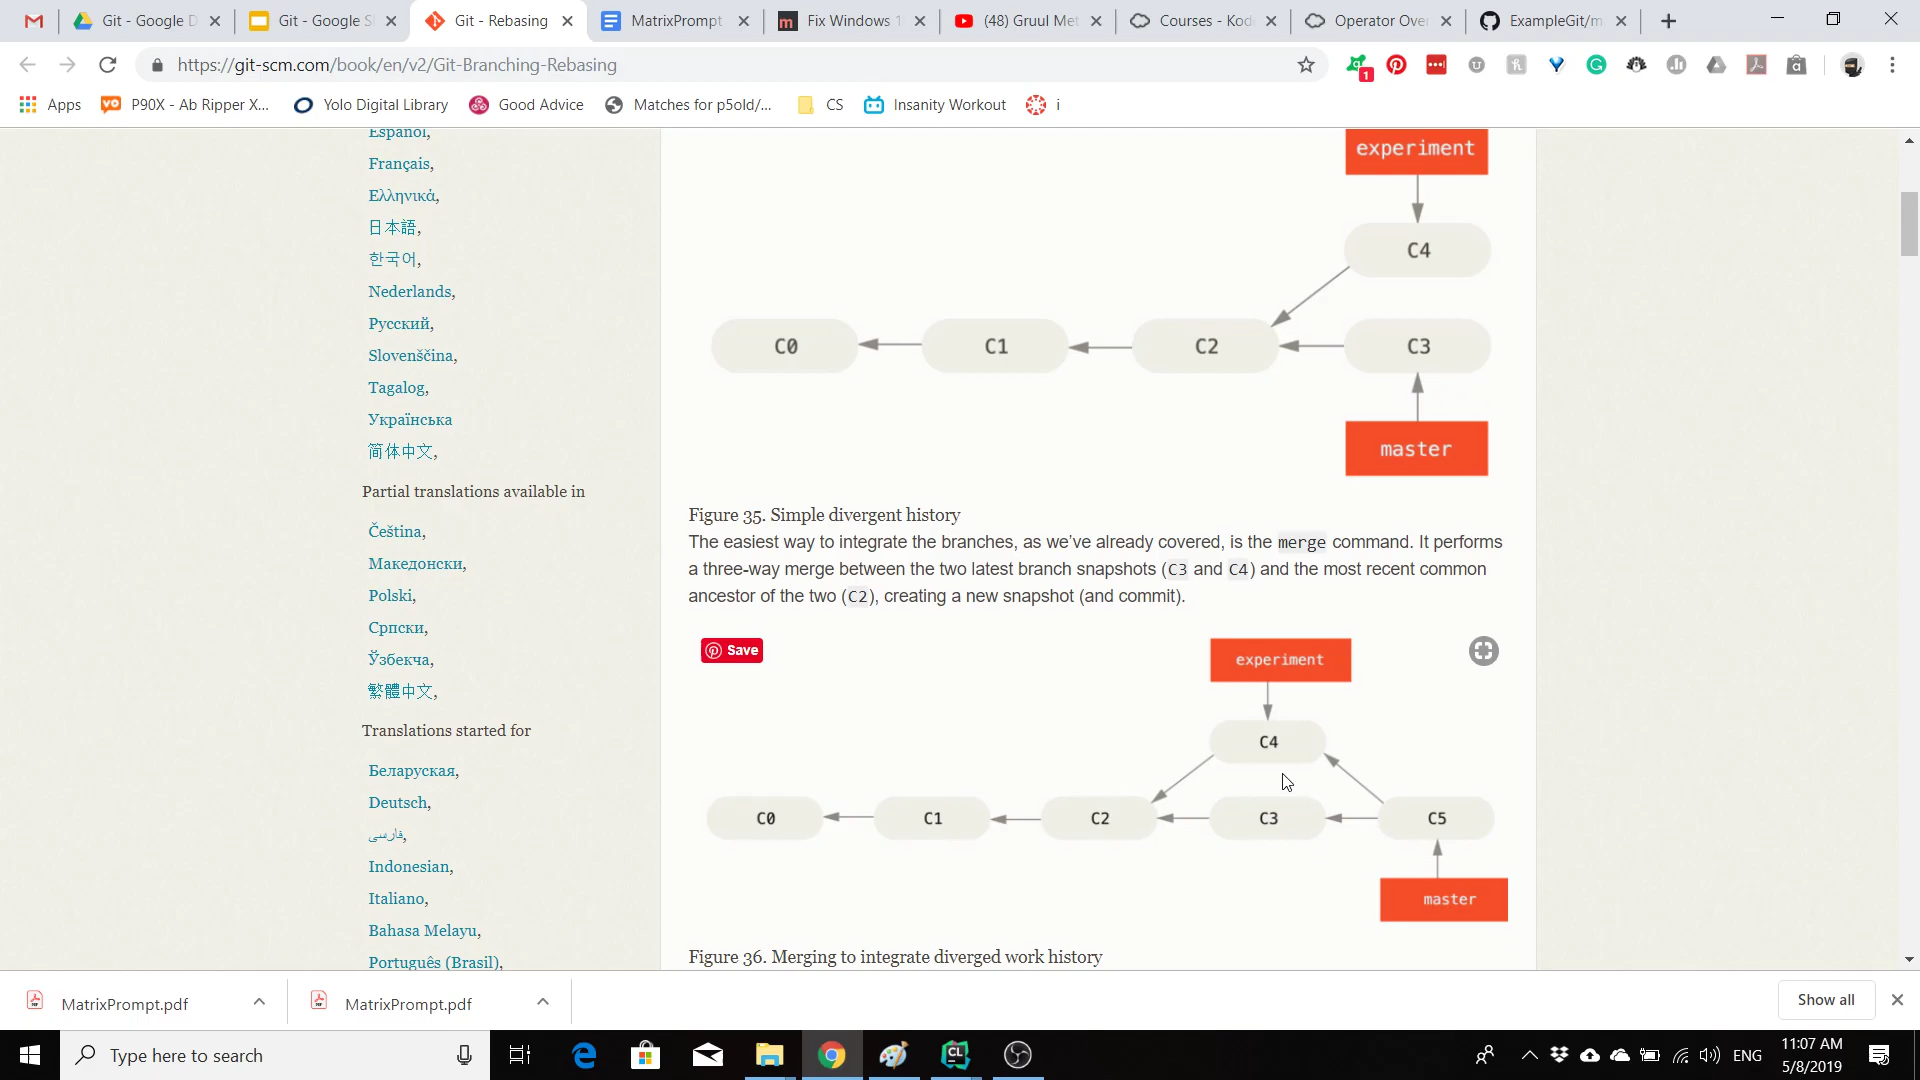 Git - Google D
Git - Google S
Git - Rebasing
MatrixPrompt
Fix Windows 1
(48) Gruul Met
Courses - Kod
Operator Over
ExampleGit/m
https://git-scm.com/book/en/v2/Git-Branching-Rebasing
1
Apps
P90X - Ab Ripper X...
Yolo Digital Library
Good Advice
Matches for p5old/...
CS
Insanity Workout
i
Español,
Français,
Ελληνικά,
日本語,
한국어,
Nederlands,
Русский,
Slovenščina,
Tagalog,
Українська
简体中文,
Partial translations available in
Čeština,
Македонски,
Polski,
Српски,
Ўзбекча,
繁體中文,
Translations started for
Беларуская,
Deutsch,
فارسی,
Indonesian,
Italiano,
Bahasa Melayu,
Português (Brasil),
experiment
C4
C0
C1
C2
C3
master
Figure 35. Simple divergent history
The easiest way to integrate the branches, as we’ve already covered, is the merge command. It performs
a three-way merge between the two latest branch snapshots (C3 and C4) and the most recent common
ancestor of the two (C2), creating a new snapshot (and commit).
Save
experiment
C4
C0
C1
C2
C3
C5
master
Figure 36. Merging to integrate diverged work history
MatrixPrompt.pdf
MatrixPrompt.pdf
Show all
Type here to search
CL
ENG
11:07 AM
5/8/2019